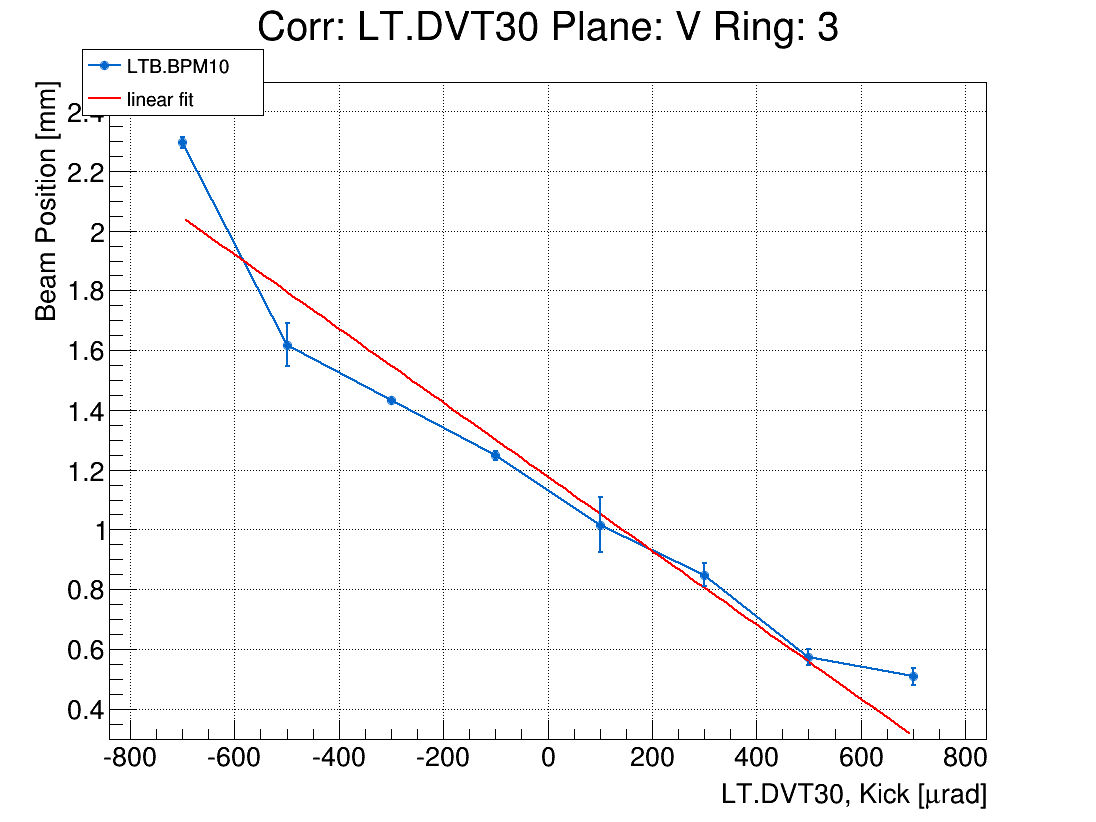 Corr: LT.DVT30 Plane: V Ring: 3
LTB.BPM10
linear fit
Beam Position [mm]
2.4
2.2
2
1.8
1.6
1.4
1.2
1
0.8
0.6
0.4
-800 -600 -400 -200 0 200 400 600 800
LT.DVT30, Kick [μrad]